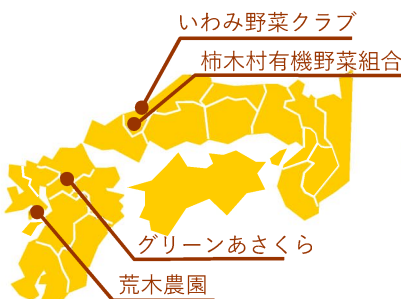 いわみ野菜クラブ
柿木村有機野菜組合
グリーンあさくら
荒木農園